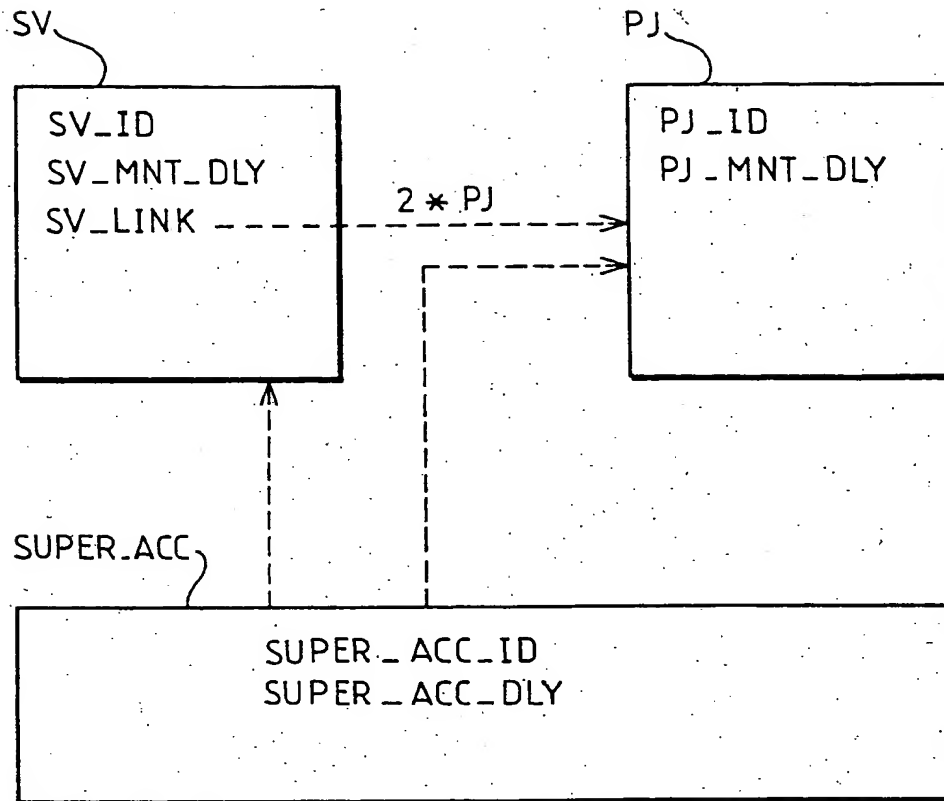 SV
PJ
SV_ID
SV_MNT_DLY
SV_LINK
2 * PJ
PJ_ID
PJ_MNT_DLY
SUPER_ACC
SUPER_ACC_ID
SUPER_ACC_DLY